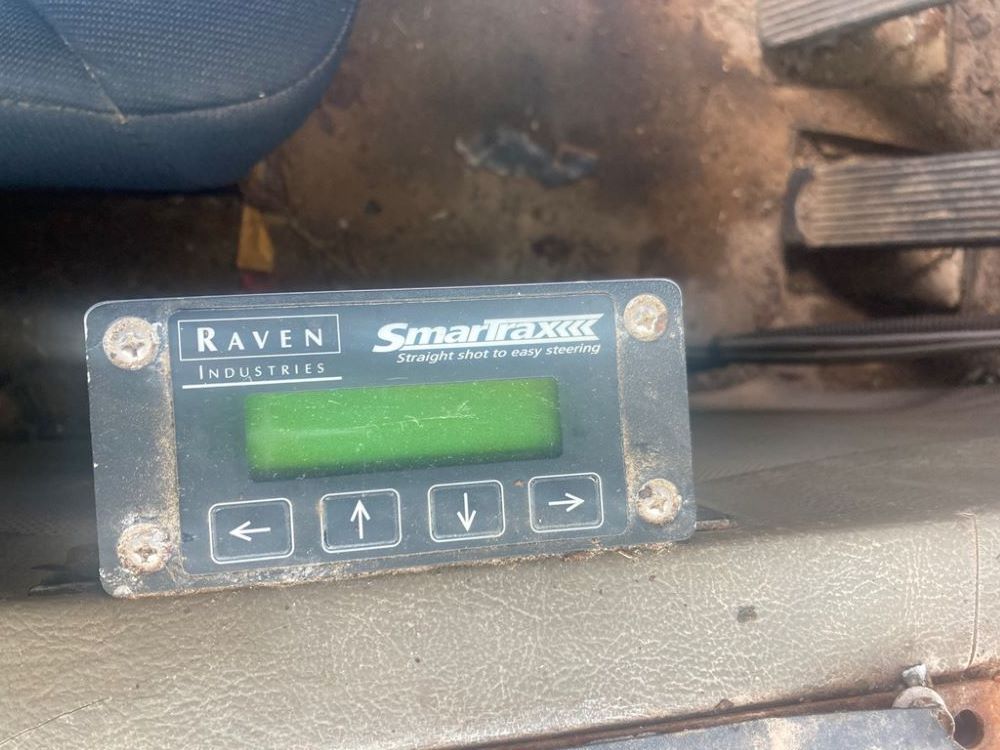 RAVEN
INDUSTRIES
SmarTrax
Straight shot to easy steering